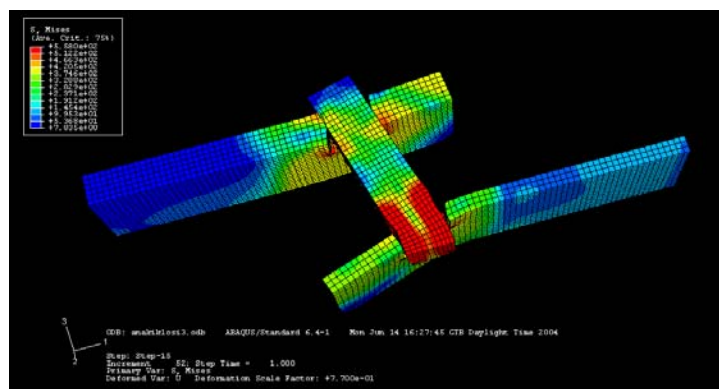 S, Mises
(Ave. Crit.: 75%)
+5.580e+02
+5.122e+02
+4.663e+02
+4.205e+02
+3.746e+02
+3.288e+02
+2.829e+02
+2.371e+02
+1.912e+02
+1.454e+02
+9.953e+01
+5.368e+01
+7.835e+00
3
1
2
ODB: anakiklosi3.odb ABAQUS/Standard 6.4-1 Mon Jun 14 16:27:45 GTB Daylight Time 2004
Step: Step-15
Increment 52: Step Time = 1.000
Primary Var: S, Mises
Deformed Var: U Deformation Scale Factor: +7.700e-01